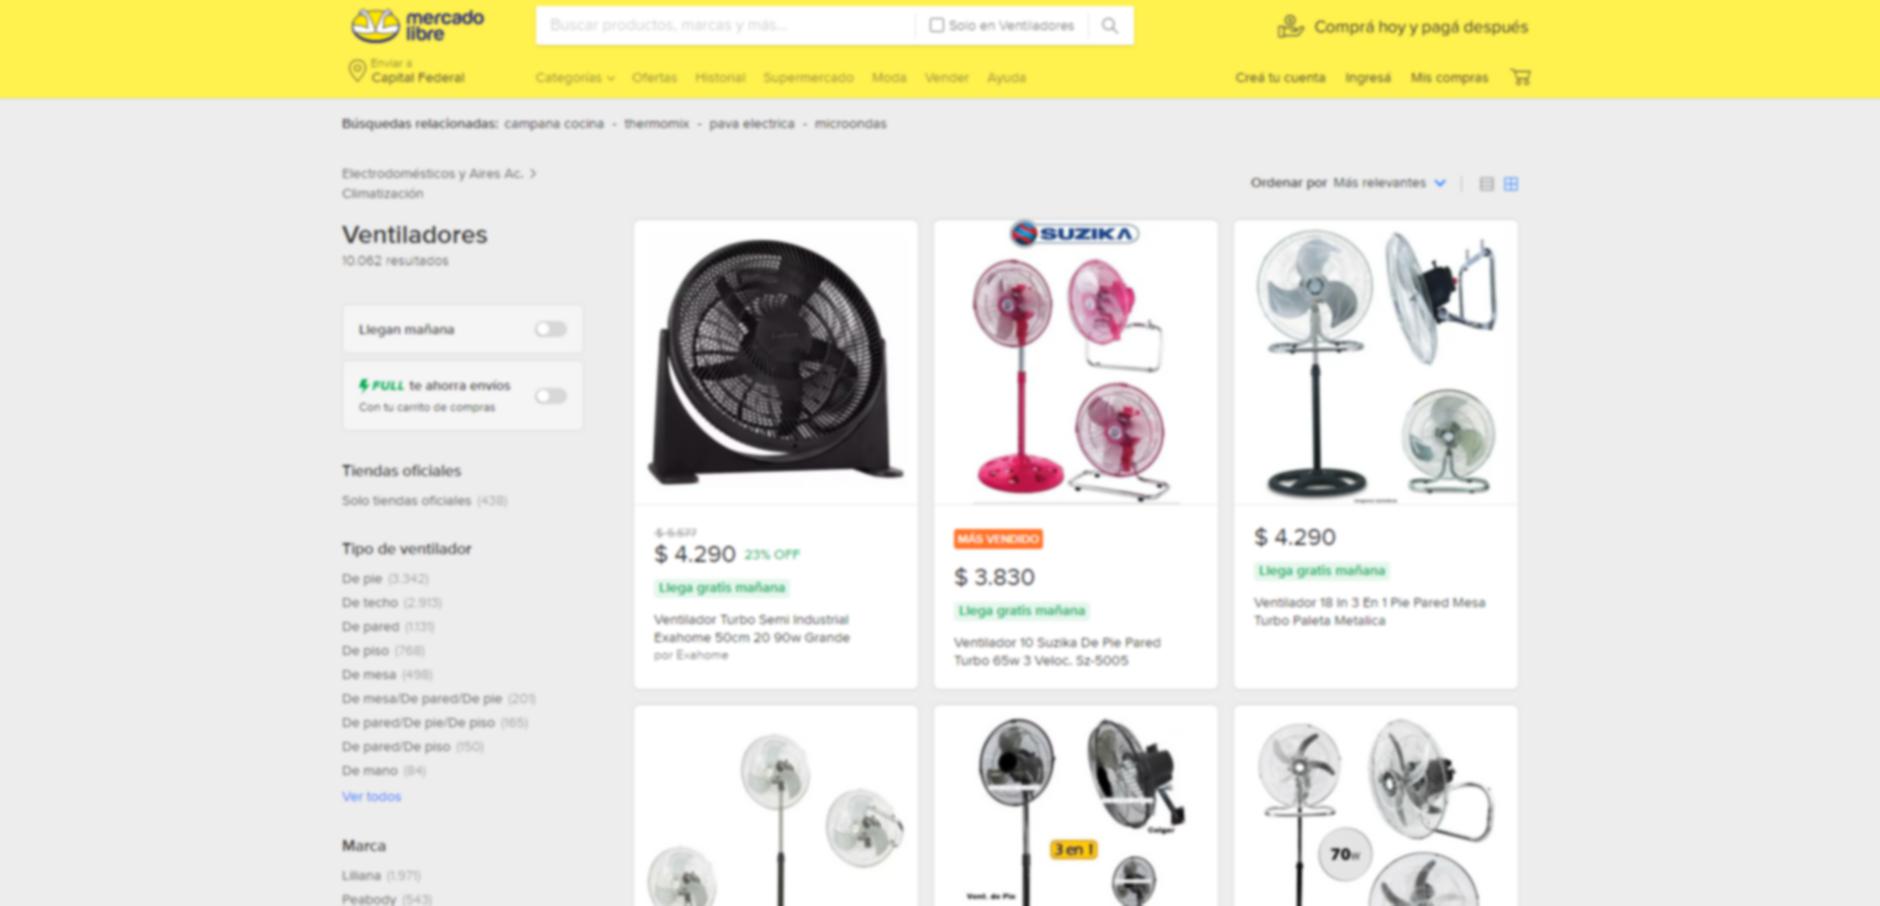 mercado
libre
Buscar productos, marcas y más...
Solo en Ventiladores
Comprá hoy y pagá después
Enviar a
Capital Federal
Categorías Ofertas Historial Supermercado Moda Vender Ayuda
Creá tu cuenta Ingresá Mis compras
Búsquedas relacionadas: campana cocina - thermomix - pava electrica - microondas
Electrodomésticos y Aires Ac. >
Climatización
Ordenar por Más relevantes
Ventiladores
10.062 resultados
Llegan mañana
FULL te ahorra envíos
Con tu carrito de compras
Tiendas oficiales
Solo tiendas oficiales (438)
Tipo de ventilador
De pie (3.342)
De techo (2.913)
De pared (1.131)
De piso (768)
De mesa (498)
De mesa/De pared/De pie (201)
De pared/De pie/De piso (165)
De pared/De piso (150)
De mano (84)
Ver todos
Marca
Liliana (1.971)
Peabody (543)
$ 4.290 23% OFF
Llega gratis mañana
Ventilador Turbo Semi Industrial
Exahome 50cm 20 90w Grande
por Exahome
SUZIKA
MÁS VENDIDO
$ 3.830
Llega gratis mañana
Ventilador 10 Suzika De Pie Pared
Turbo 65w 3 Veloc. Sz-5005
$ 4.290
Llega gratis mañana
Ventilador 18 In 3 En 1 Pie Pared Mesa
Turbo Paleta Metalica
Colgar
3 en 1
Vent. de Pie
70w